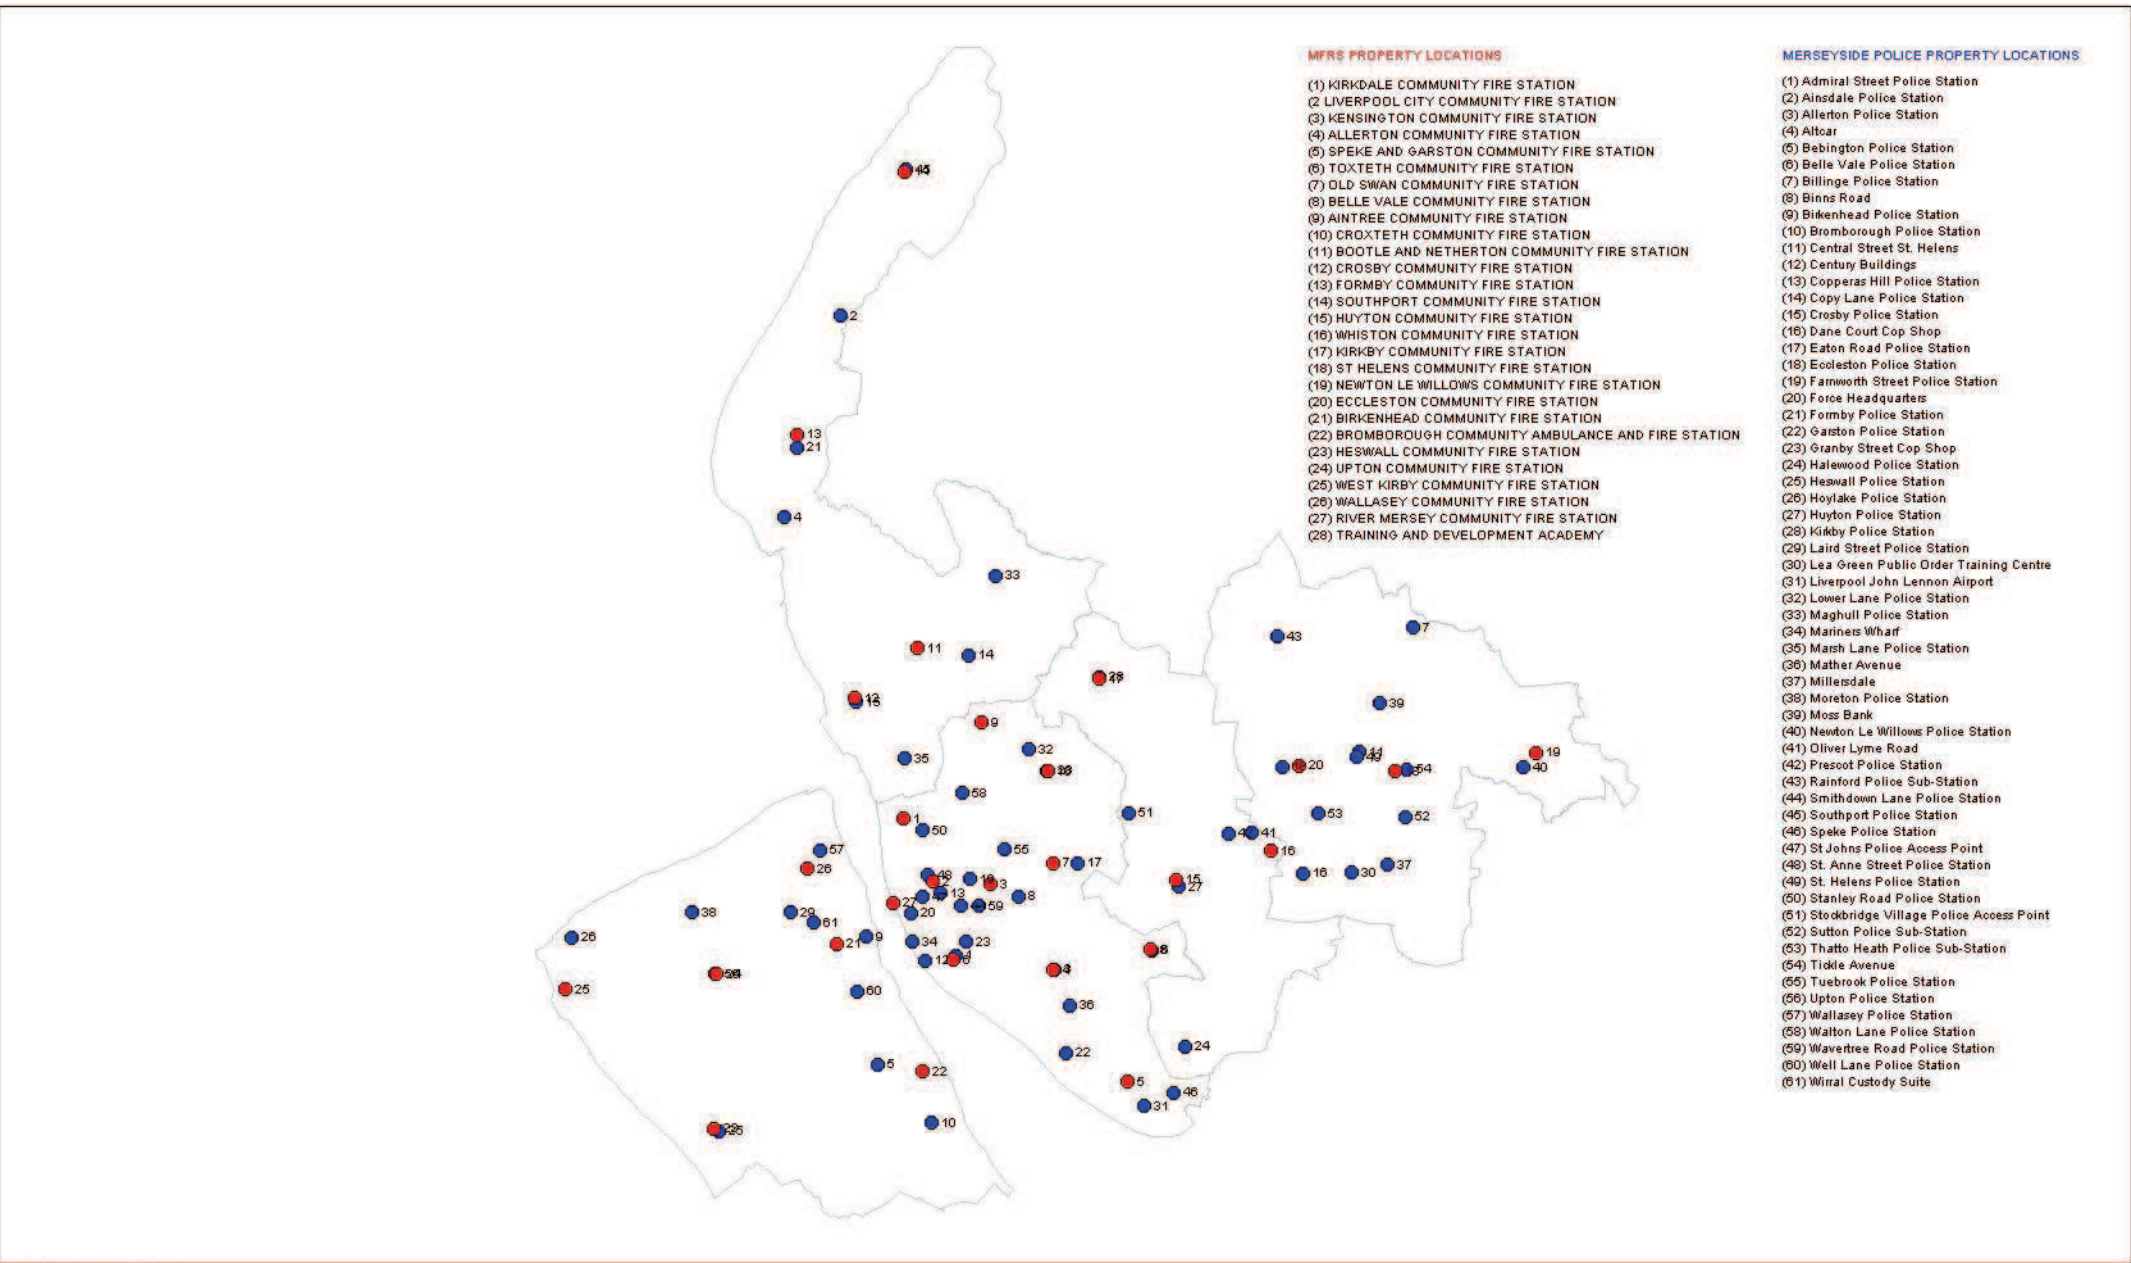 MFRS PROPERTY LOCATIONS
(1) KIRKDALE COMMUNITY FIRE STATION
(2 LIVERPOOL CITY COMMUNITY FIRE STATION
(3) KENSINGTON COMMUNITY FIRE STATION
(4) ALLERTON COMMUNITY FIRE STATION
(5) SPEKE AND GARSTON COMMUNITY FIRE STATION
(6) TOXTETH COMMUNITY FIRE STATION
(7) OLD SWAN COMMUNITY FIRE STATION
(8) BELLE VALE COMMUNITY FIRE STATION
(9) AINTREE COMMUNITY FIRE STATION
(10) CROXTETH COMMUNITY FIRE STATION
(11) BOOTLE AND NETHERTON COMMUNITY FIRE STATION
(12) CROSBY COMMUNITY FIRE STATION
(13) FORMBY COMMUNITY FIRE STATION
(14) SOUTHPORT COMMUNITY FIRE STATION
(15) HUYTON COMMUNITY FIRE STATION
(16) WHISTON COMMUNITY FIRE STATION
(17) KIRKBY COMMUNITY FIRE STATION
(18) ST HELENS COMMUNITY FIRE STATION
(19) NEWTON LE WILLOWS COMMUNITY FIRE STATION
(20) ECCLESTON COMMUNITY FIRE STATION
(21) BIRKENHEAD COMMUNITY FIRE STATION
(22) BROMBOROUGH COMMUNITY AMBULANCE AND FIRE STATION
(23) HESWALL COMMUNITY FIRE STATION
(24) UPTON COMMUNITY FIRE STATION
(25) WEST KIRBY COMMUNITY FIRE STATION
(26) WALLASEY COMMUNITY FIRE STATION
(27) RIVER MERSEY COMMUNITY FIRE STATION
(28) TRAINING AND DEVELOPMENT ACADEMY
MERSEYSIDE POLICE PROPERTY LOCATIONS
(1) Admiral Street Police Station
(2) Ainsdale Police Station
(3) Allerton Police Station
(4) Altcar
(5) Bebington Police Station
(6) Belle Vale Police Station
(7) Billinge Police Station
(8) Binns Road
(9) Birkenhead Police Station
(10) Bromborough Police Station
(11) Central Street St. Helens
(12) Century Buildings
(13) Copperas Hill Police Station
(14) Copy Lane Police Station
(15) Crosby Police Station
(16) Dane Court Cop Shop
(17) Eaton Road Police Station
(18) Eccleston Police Station
(19) Farnworth Street Police Station
(20) Force Headquarters
(21) Formby Police Station
(22) Garston Police Station
(23) Granby Street Cop Shop
(24) Halewood Police Station
(25) Heswall Police Station
(26) Hoylake Police Station
(27) Huyton Police Station
(28) Kirkby Police Station
(29) Laird Street Police Station
(30) Lea Green Public Order Training Centre
(31) Liverpool John Lennon Airport
(32) Lower Lane Police Station
(33) Maghull Police Station
(34) Mariners Wharf
(35) Marsh Lane Police Station
(36) Mather Avenue
(37) Millersdale
(38) Moreton Police Station
(39) Moss Bank
(40) Newton Le Willows Police Station
(41) Oliver Lyme Road
(42) Prescot Police Station
(43) Rainford Police Sub-Station
(44) Smithdown Lane Police Station
(45) Southport Police Station
(46) Speke Police Station
(47) St Johns Police Access Point
(48) St. Anne Street Police Station
(49) St. Helens Police Station
(50) Stanley Road Police Station
(51) Stockbridge Village Police Access Point
(52) Sutton Police Sub-Station
(53) Thatto Heath Police Sub-Station
(54) Tickle Avenue
(55) Tuebrook Police Station
(56) Upton Police Station
(57) Wallasey Police Station
(58) Walton Lane Police Station
(59) Wavertree Road Police Station
(60) Well Lane Police Station
(61) Wirral Custody Suite
2
13
21
4
33
11
14
43
7
12
15
9
39
32
35
19
20
54
40
58
51
53
52
1
50
41
57
55
7
17
16
26
16
30
37
48
19
3
15
27
13
8
27
59
38
29
20
61
26
21
9
34
23
25
60
36
22
24
5
22
5
46
31
10